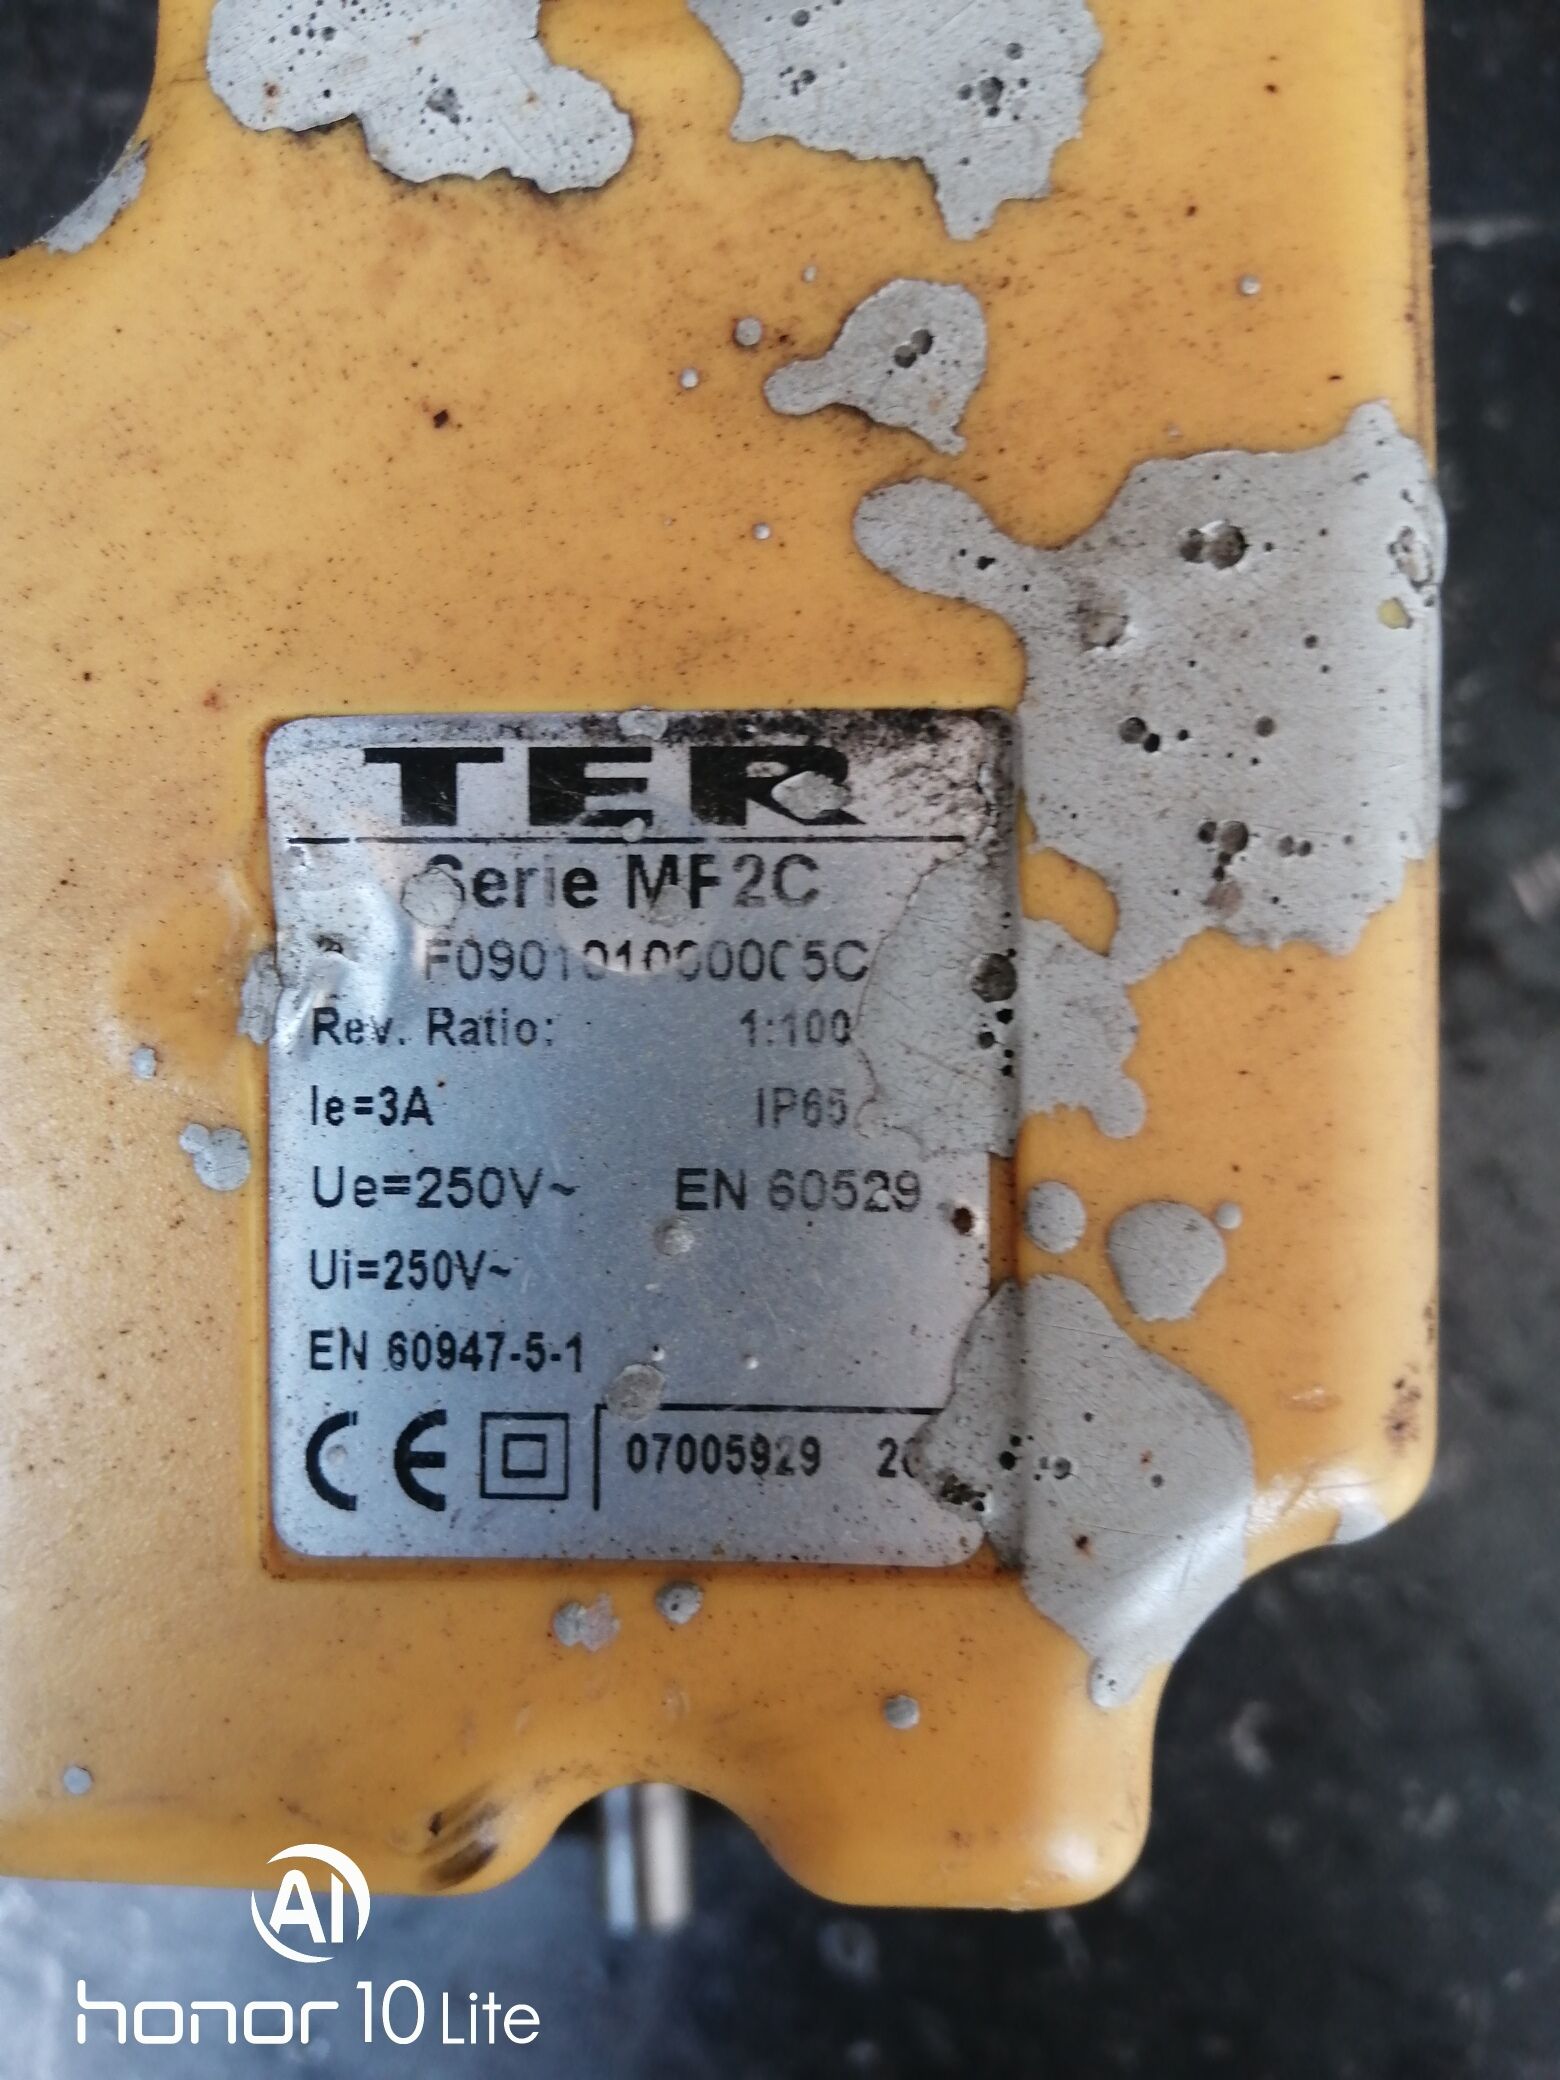 TER
Serie MF2C
Rev. Ratio: 1:100
Ie=3A IP65
Ue=250V~ EN 60529
Ui=250V~
EN 60947-5-1
CE 07005929
AI
honor 10 Lite